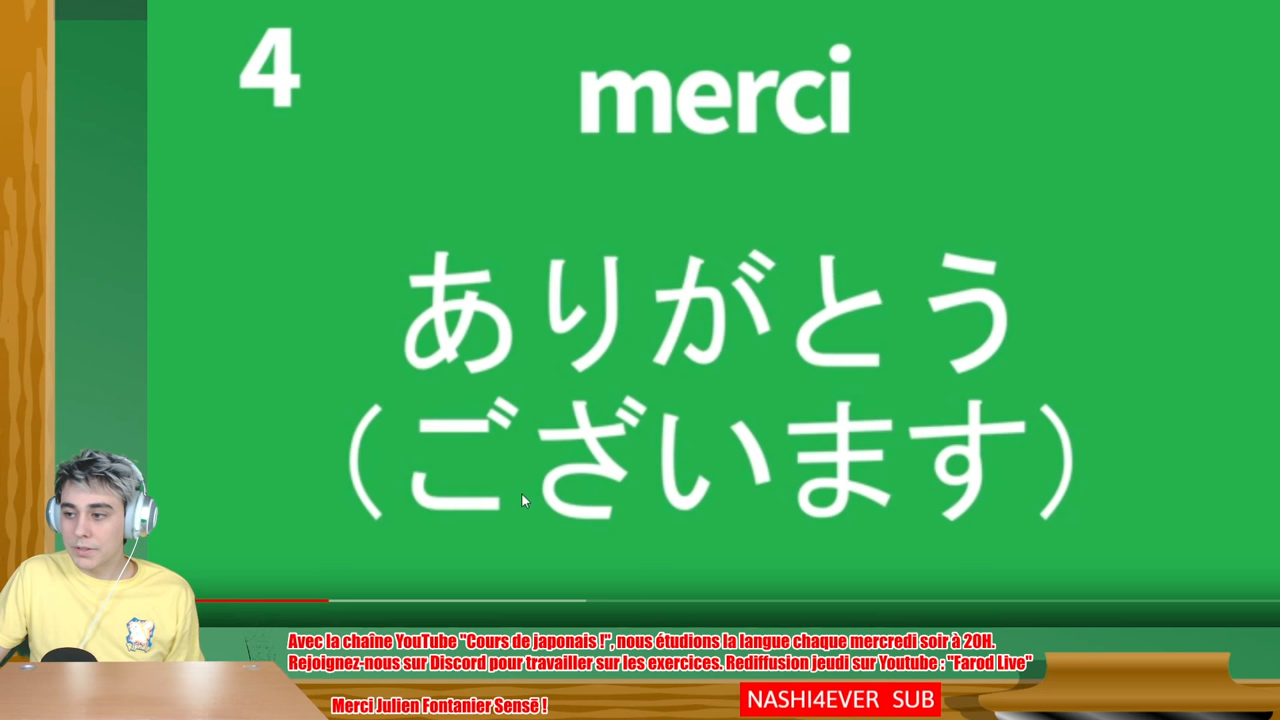 4
merci
ありがとう
（ございます）
Avec la chaîne YouTube "Cours de japonais !", nous étudions la langue chaque mercredi soir à 20H.
Rejoignez-nous sur Discord pour travailler sur les exercices. Rediffusion jeudi sur Youtube : "Farod Live"
Merci Julien Fontanier Sensē !
NASHI4EVER SUB